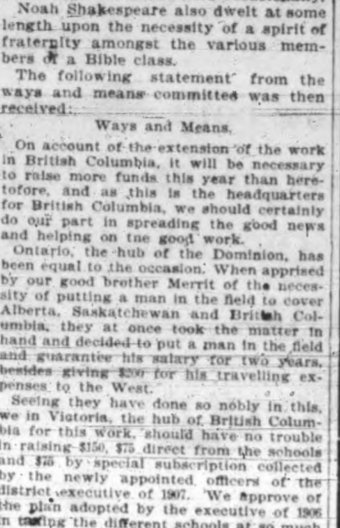 Noah Shakespeare also dwelt at some
length upon the necessity of a spirit of
fraternity amongst the various mem-
bers of a Bible class.
The following statement from the
ways and means committee was then
received:
Ways and Means.
On account of the extension of the work
in British Columbia, it will be necessary
to raise more funds this year than here-
tofore, and as this is the headquarters
for British Columbia, we should certainly
do our part in spreading the good news
and helping on the good work.
Ontario, the hub of the Dominion, has
been equal to the occasion. When apprised
by our good brother Merrit of the neces-
sity of putting a man in the field to cover
Alberta, Saskatchewan and British Col-
umbia, they at once took the matter in
hand and decided to put a man in the field
and guarantee his salary for two years,
besides giving $200 for his travelling ex-
penses to the West.
Seeing they have done so nobly in this,
we in Victoria, the hub of British Colum-
bia for this work, should have no trouble
in raising $150, $75 direct from the schools
and $75 by special subscription collected
by the newly appointed officers of the
district executive of 1907. We approve of
the plan adopted by the executive of 1906
in the different schools at so much